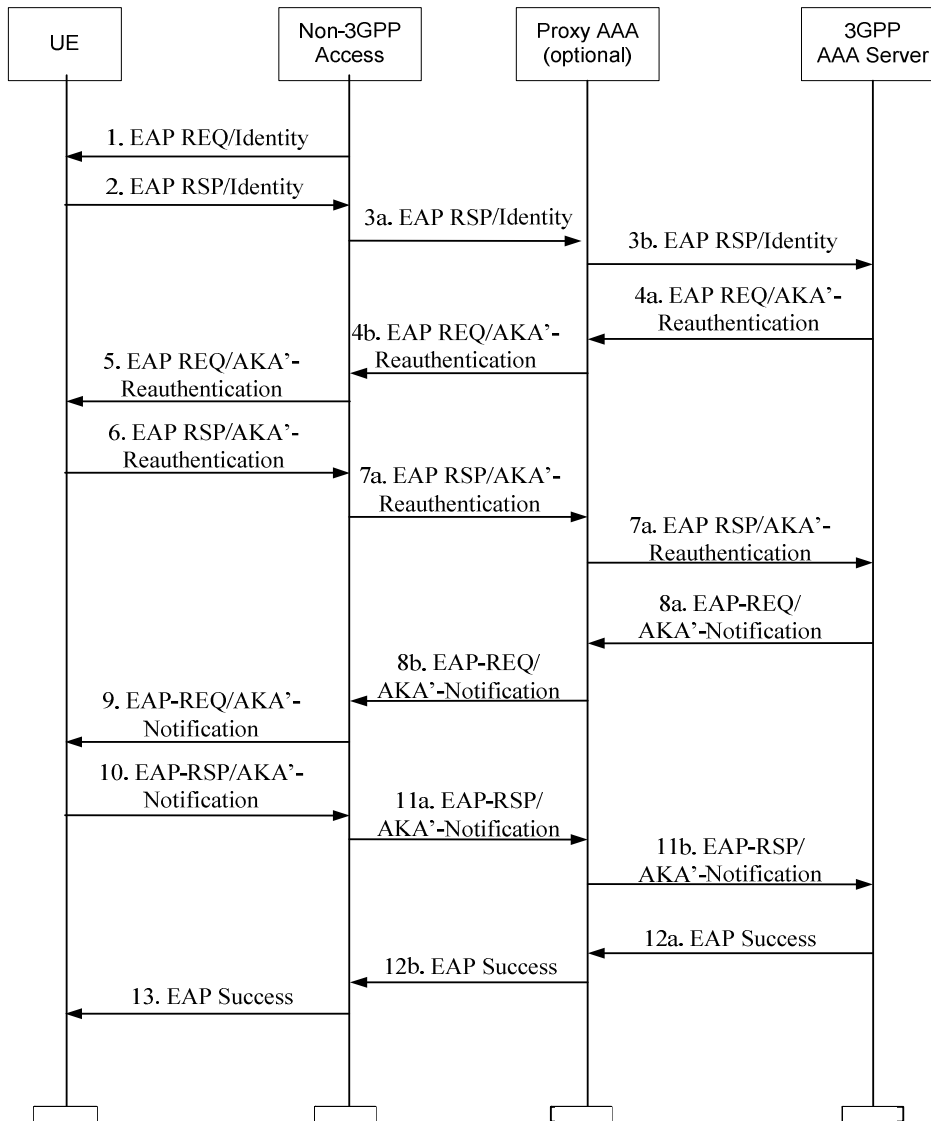 UE
Non-3GPP
Access
Proxy AAA
(optional)
3GPP
AAA Server
1. EAP REQ/Identity
2. EAP RSP/Identity
3a. EAP RSP/Identity
3b. EAP RSP/Identity
4a. EAP REQ/AKA’-
Reauthentication
4b. EAP REQ/AKA’-
Reauthentication
5. EAP REQ/AKA’-
Reauthentication
6. EAP RSP/AKA’-
Reauthentication
7a. EAP RSP/AKA’-
Reauthentication
7a. EAP RSP/AKA’-
Reauthentication
8a. EAP-REQ/
AKA’-Notification
8b. EAP-REQ/
AKA’-Notification
9. EAP-REQ/AKA’-
Notification
10. EAP-RSP/AKA’-
Notification
11a. EAP-RSP/
AKA’-Notification
11b. EAP-RSP/
AKA’-Notification
12a. EAP Success
12b. EAP Success
13. EAP Success